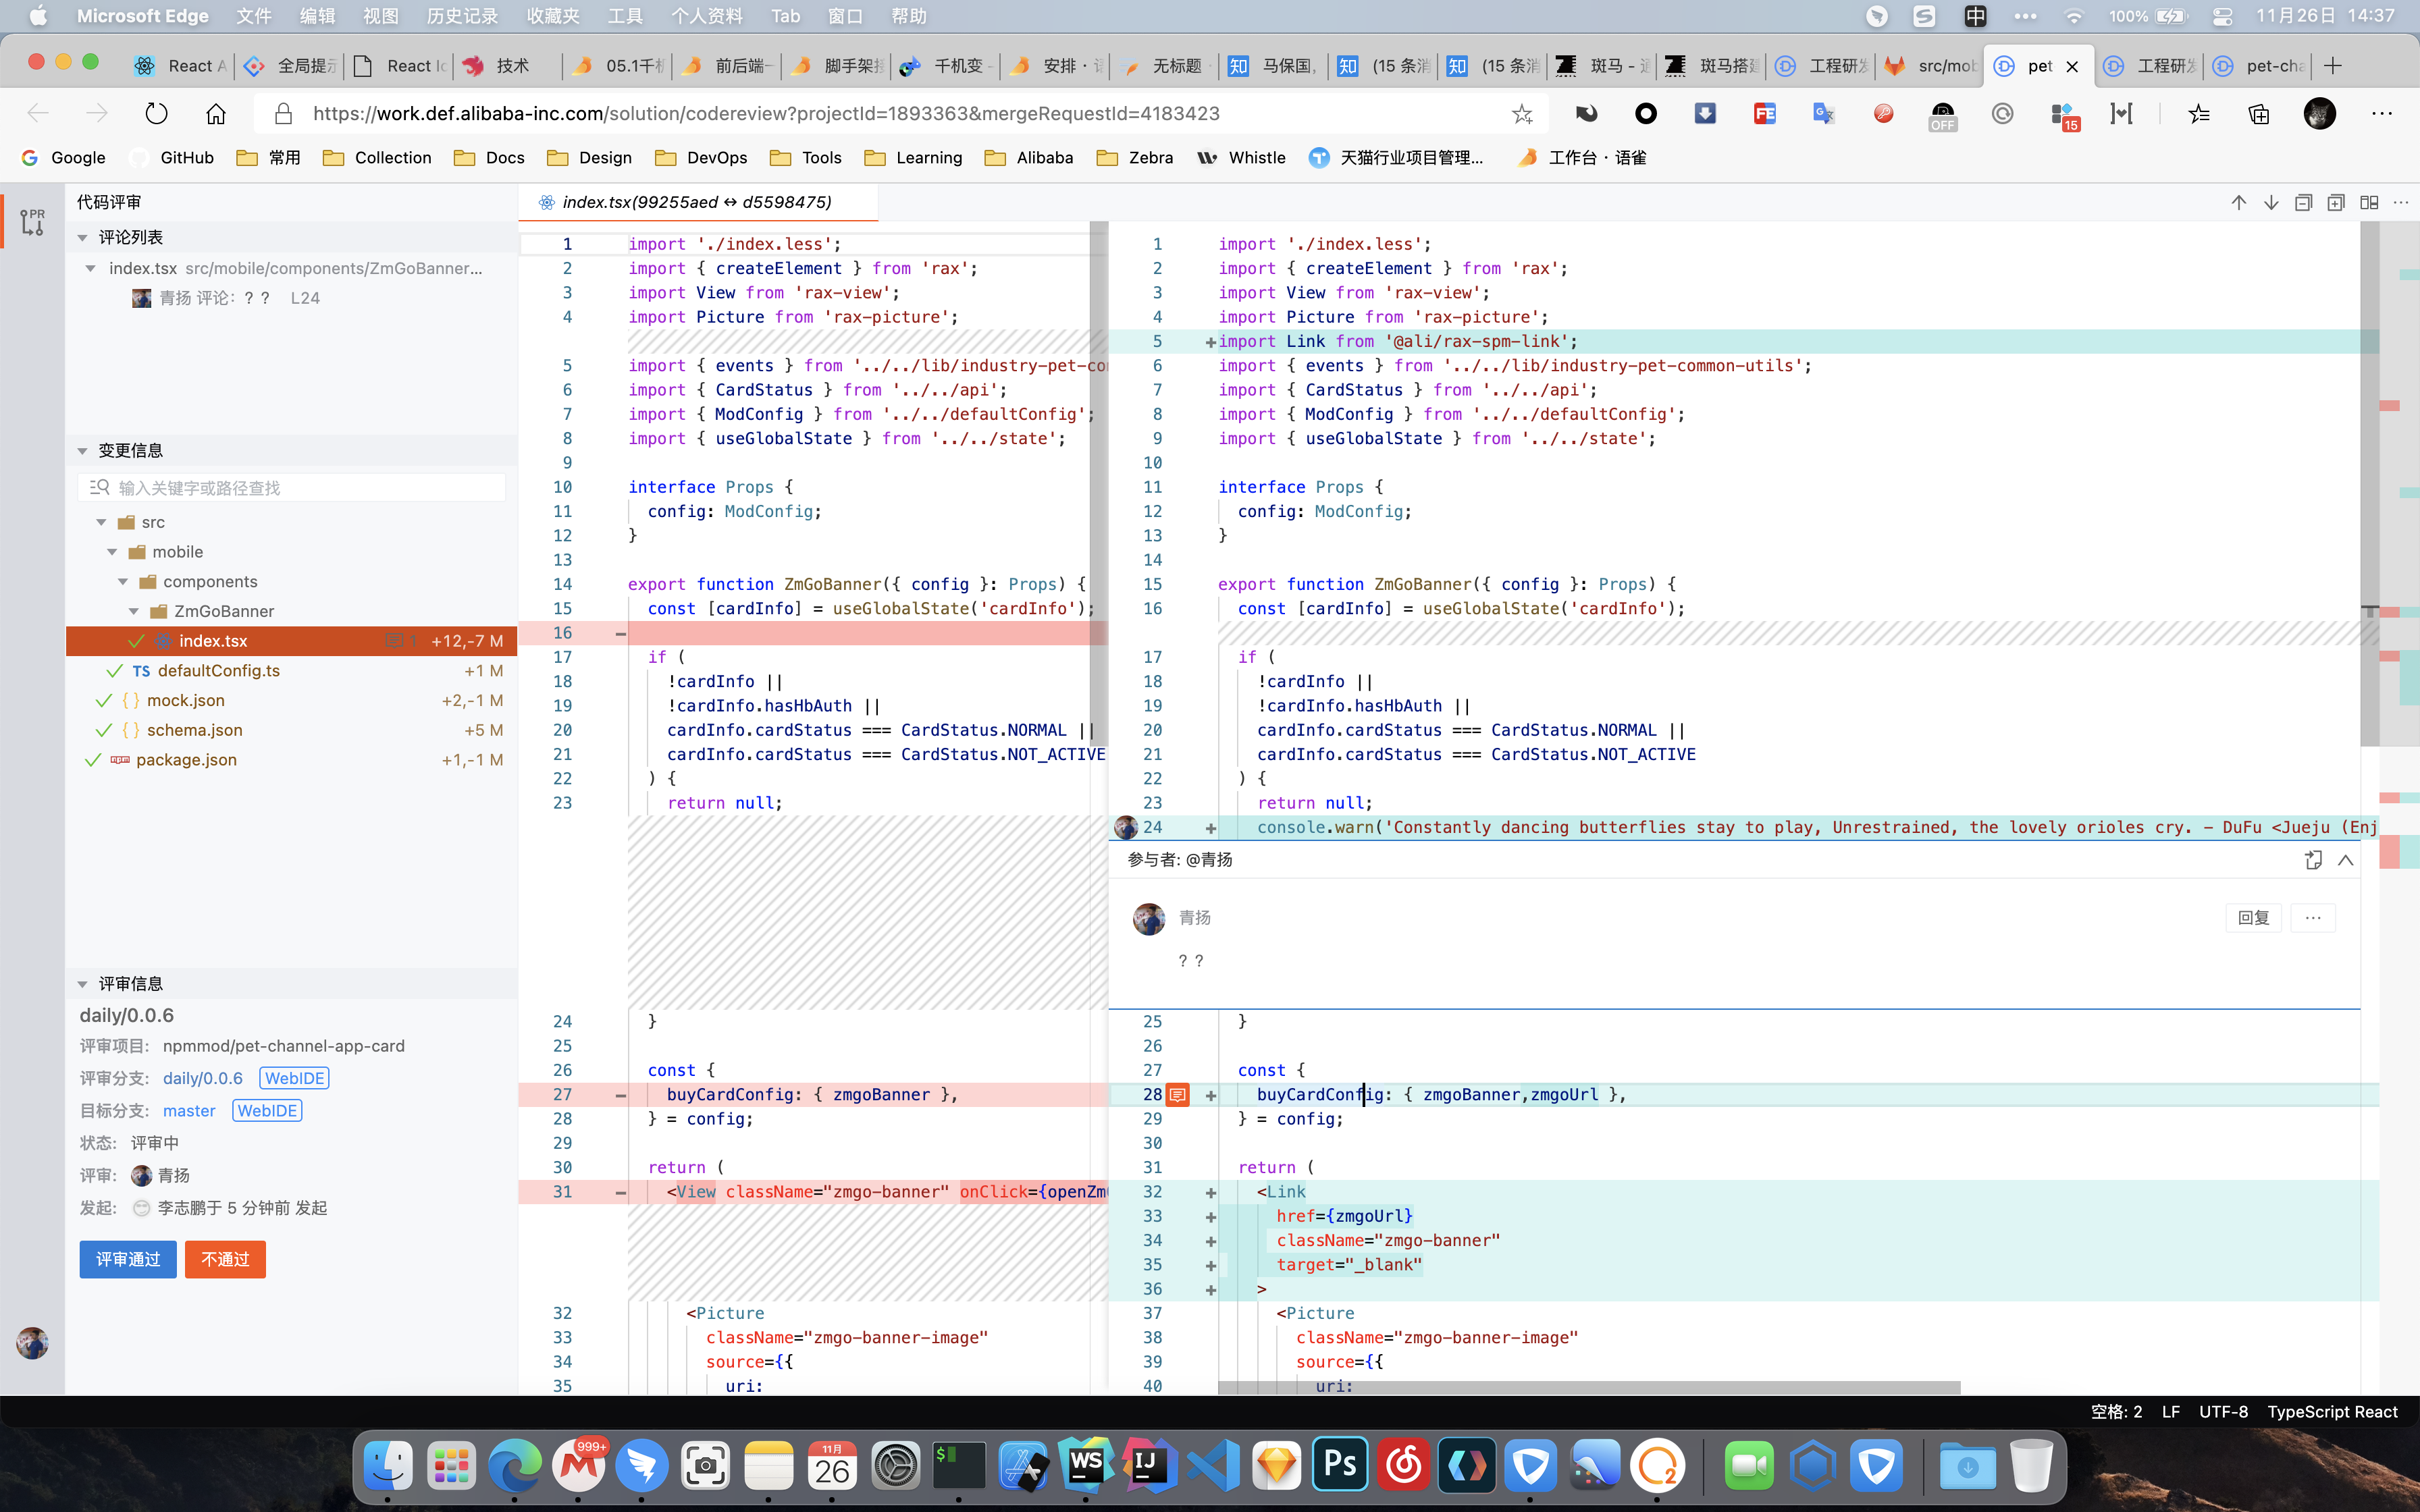 Microsoft Edge 文件 编辑 视图 历史记录 收藏夹 工具 个人资料 Tab 窗口 帮助 中 100% 11月26日 14:37
React A 全局提示 React Ic 技术 05.1千机 前后端一 脚手架接 千机变 - 安排 · 语 无标题 · 知 马保国, 知 (15 条消 知 (15 条消 斑马 - 斑马搭建 工程研发 src/mob pet 工程研发 pet-cha
https://work.def.alibaba-inc.com/solution/codereview?projectId=1893363&mergeRequestId=4183423 FE OFF 15
Google GitHub 常用 Collection Docs Design DevOps Tools Learning Alibaba Zebra Whistle 天猫行业项目管理... 工作台 · 语雀
PR
代码评审
评论列表
index.tsx src/mobile/components/ZmGoBanner...
青扬 评论: ? ? L24
变更信息
输入关键字或路径查找
src
mobile
components
ZmGoBanner
index.tsx 1 +12,-7 M
TS defaultConfig.ts +1 M
{ } mock.json +2,-1 M
{ } schema.json +5 M
package.json +1,-1 M
评审信息
daily/0.0.6
评审项目: npmmod/pet-channel-app-card
评审分支: daily/0.0.6 WebIDE
目标分支: master WebIDE
状态: 评审中
评审: 青扬
发起: 李志鹏于 5 分钟前 发起
评审通过 不通过
index.tsx(99255aed ↔ d5598475)
1 import './index.less';
2 import { createElement } from 'rax';
3 import View from 'rax-view';
4 import Picture from 'rax-picture';
5 import { events } from '../../lib/industry-pet-co
6 import { CardStatus } from '../../api';
7 import { ModConfig } from '../../defaultConfig';
8 import { useGlobalState } from '../../state';
9
10 interface Props {
11 config: ModConfig;
12 }
13
14 export function ZmGoBanner({ config }: Props) {
15 const [cardInfo] = useGlobalState('cardInfo');
16 -
17 if (
18 !cardInfo ||
19 !cardInfo.hasHbAuth ||
20 cardInfo.cardStatus === CardStatus.NORMAL ||
21 cardInfo.cardStatus === CardStatus.NOT_ACTIVE
22 ) {
23 return null;
24 }
25
26 const {
27 - buyCardConfig: { zmgoBanner },
28 } = config;
29
30 return (
31 - <View className="zmgo-banner" onClick={openZm
32 <Picture
33 className="zmgo-banner-image"
34 source={{
35 uri:
1 import './index.less';
2 import { createElement } from 'rax';
3 import View from 'rax-view';
4 import Picture from 'rax-picture';
5 +import Link from '@ali/rax-spm-link';
6 import { events } from '../../lib/industry-pet-common-utils';
7 import { CardStatus } from '../../api';
8 import { ModConfig } from '../../defaultConfig';
9 import { useGlobalState } from '../../state';
10
11 interface Props {
12 config: ModConfig;
13 }
14
15 export function ZmGoBanner({ config }: Props) {
16 const [cardInfo] = useGlobalState('cardInfo');
17 if (
18 !cardInfo ||
19 !cardInfo.hasHbAuth ||
20 cardInfo.cardStatus === CardStatus.NORMAL ||
21 cardInfo.cardStatus === CardStatus.NOT_ACTIVE
22 ) {
23 return null;
24 + console.warn('Constantly dancing butterflies stay to play, Unrestrained, the lovely orioles cry. - DuFu <Jueju (Enj
参与者: @青扬
青扬 回复 ···
? ?
25 }
26
27 const {
28 + buyCardConfig: { zmgoBanner,zmgoUrl },
29 } = config;
30
31 return (
32 + <Link
33 + href={zmgoUrl}
34 + className="zmgo-banner"
35 + target="_blank"
36 + >
37 <Picture
38 className="zmgo-banner-image"
39 source={{
40 uri:
空格: 2 LF UTF-8 TypeScript React
999+ 11月 26 $ WS IJ Ps 2